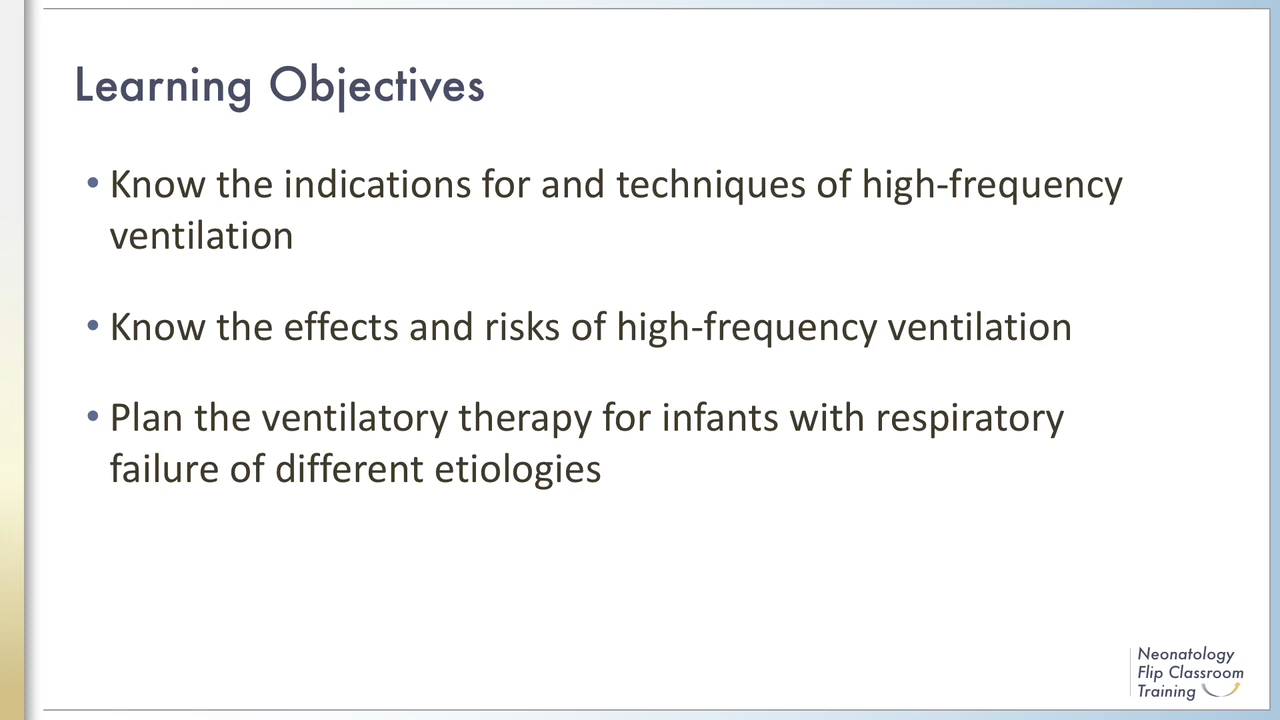 Learning Objectives
• Know the indications for and techniques of high-frequency
ventilation
• Know the effects and risks of high-frequency ventilation
• Plan the ventilatory therapy for infants with respiratory
failure of different etiologies
Neonatology
Flip Classroom
Training